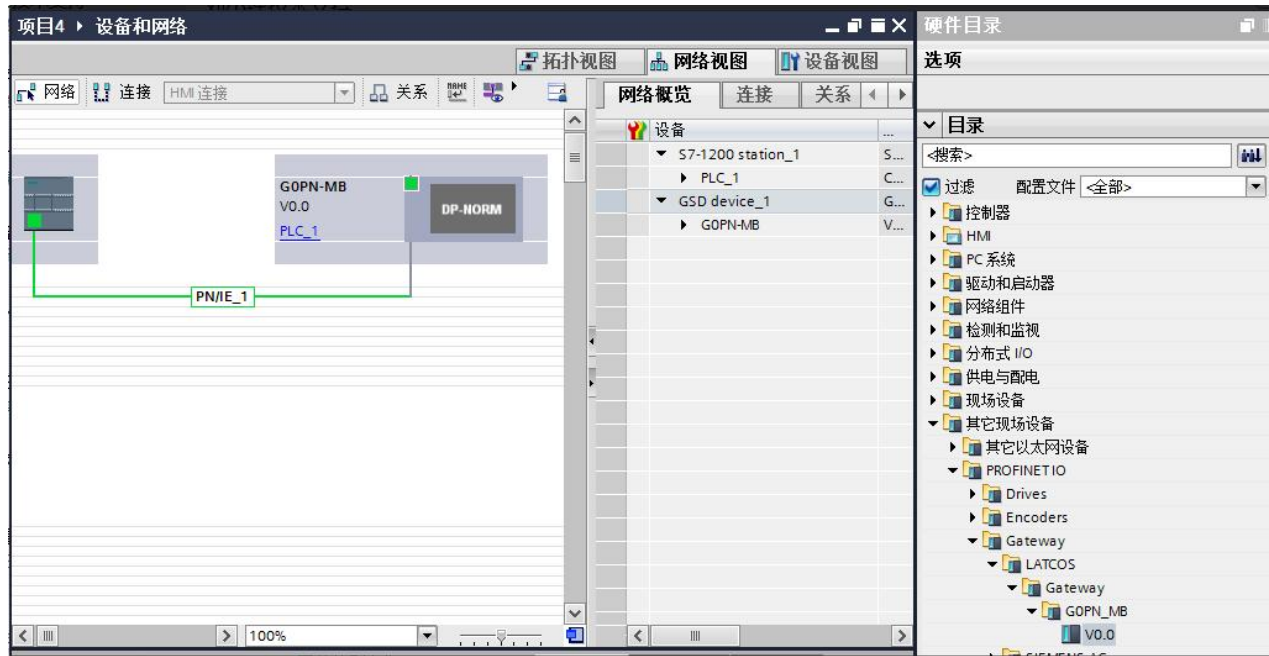 项目4 ▸ 设备和网络
拓扑视图 网络视图 设备视图
网络 连接 HMI 连接 关系
网络概览 连接 关系
设备 ...
S7-1200 station_1 S...
PLC_1 C...
GSD device_1 G...
GOPN-MB V...
GOPN-MB
V0.0
PLC_1
DP-NORM
PN/IE_1
100%
硬件目录
选项
目录
<搜索>
过滤 配置文件 <全部>
控制器
HMI
PC 系统
驱动和启动器
网络组件
检测和监视
分布式 I/O
供电与配电
现场设备
其它现场设备
其它以太网设备
PROFINET IO
Drives
Encoders
Gateway
LATCOS
Gateway
GOPN_MB
V0.0